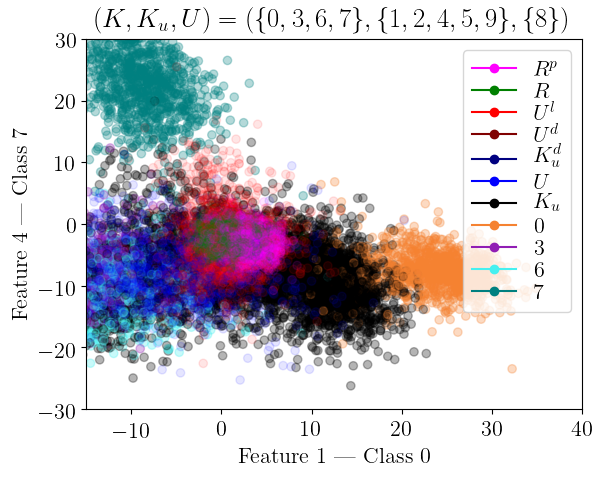 (K, K_u, U) = ({0, 3, 6, 7}, {1, 2, 4, 5, 9}, {8})
30
20
10
0
−10
−20
−30
Feature 4 — Class 7
R^p
R
U^l
U^d
K_u^d
U
K_u
0
3
6
7
−10
0
10
20
30
40
Feature 1 — Class 0